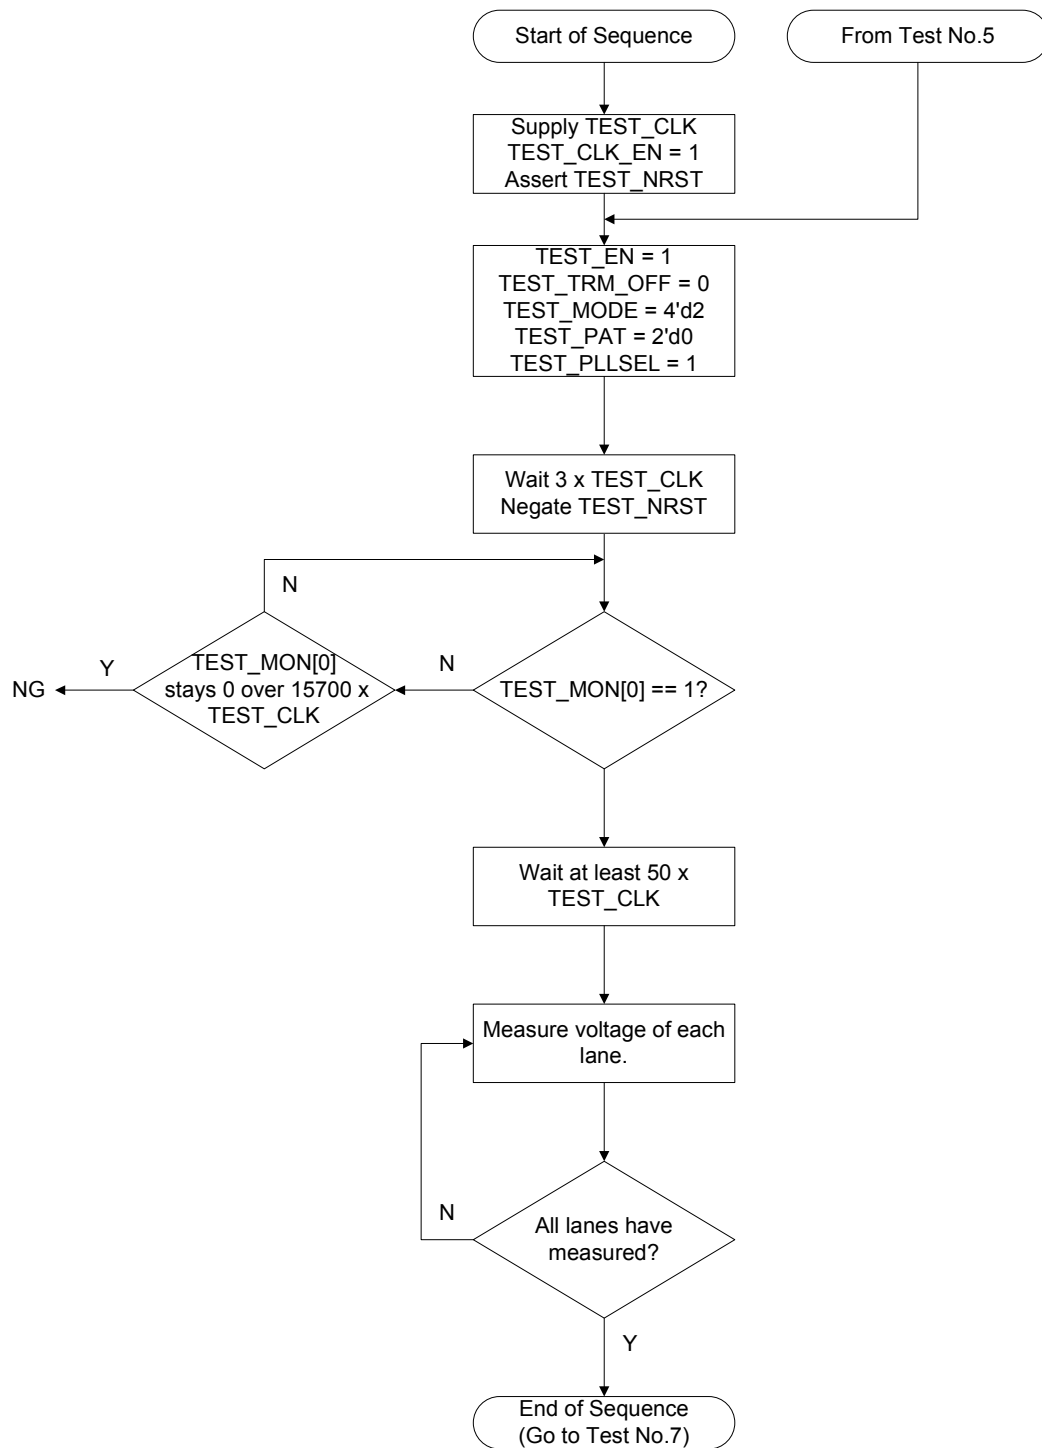 Start of Sequence
From Test No.5
Supply TEST_CLK
TEST_CLK_EN = 1
Assert TEST_NRST
TEST_EN = 1
TEST_TRM_OFF = 0
TEST_MODE = 4'd2
TEST_PAT = 2'd0
TEST_PLLSEL = 1
Wait 3 x TEST_CLK
Negate TEST_NRST
N
NG
Y
TEST_MON[0]
stays 0 over 15700 x
TEST_CLK
N
TEST_MON[0] == 1?
Wait at least 50 x
TEST_CLK
Measure voltage of each
lane.
N
All lanes have
measured?
Y
End of Sequence
(Go to Test No.7)